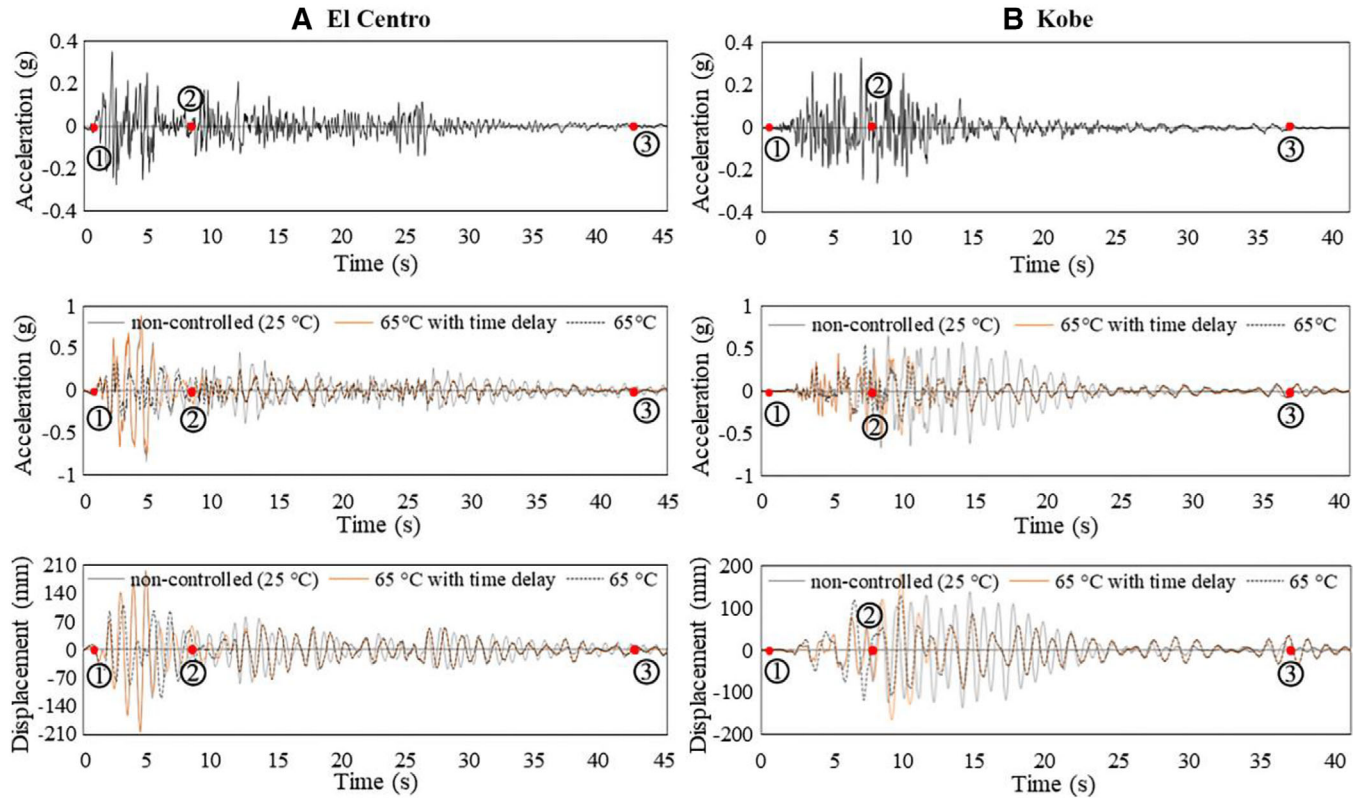 A El Centro
0.4
0.2
0
-0.2
-0.4
Acceleration (g)
① ② ③
0 5 10 15 20 25 30 35 40 45
Time (s)
B Kobe
0.4
0.2
0
-0.2
-0.4
Acceleration (g)
① ② ③
0 5 10 15 20 25 30 35 40
Time (s)
1
0.5
0
-0.5
-1
Acceleration (g)
non-controlled (25 °C) 65°C with time delay 65°C
① ② ③
0 5 10 15 20 25 30 35 40 45
Time (s)
1
0.5
0
-0.5
-1
Acceleration (g)
non-controlled (25 °C) 65°C with time delay 65°C
① ② ③
0 5 10 15 20 25 30 35 40
Time (s)
210
140
70
0
-70
-140
-210
Displacement (mm)
non-controlled (25 °C) 65 °C with time delay 65 °C
① ② ③
0 5 10 15 20 25 30 35 40 45
Time (s)
200
100
0
-100
-200
Displacement (mm)
non-controlled (25 °C) 65 °C with time delay 65 °C
① ② ③
0 5 10 15 20 25 30 35 40
Time (s)